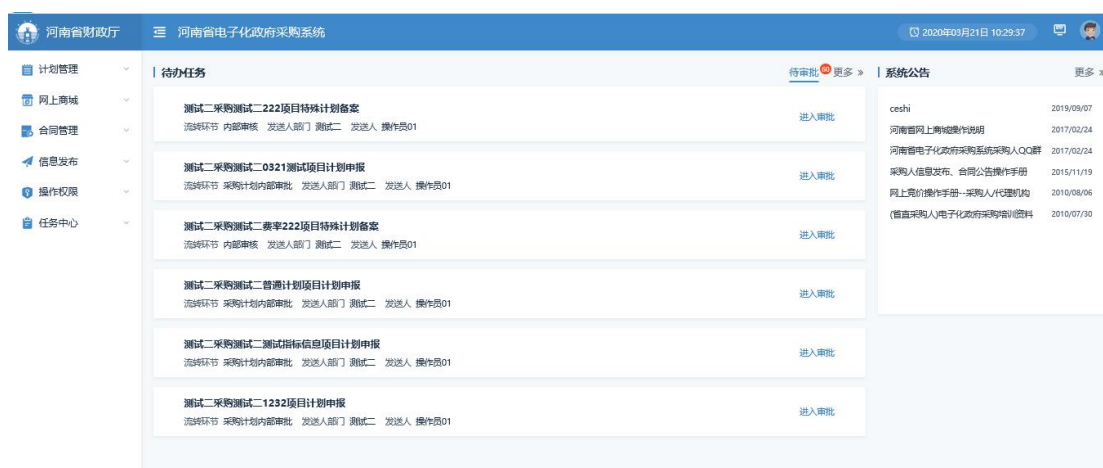 河南省财政厅
河南省电子化政府采购系统
2020年03月21日 10:29:37
计划管理
网上商城
合同管理
信息发布
操作权限
任务中心
待办任务
待审批 60 更多 »
测试二采购测试二222项目特殊计划备案
流转环节 内部审核 发送人部门 测试二 发送人 操作员01
进入审批
测试二采购测试二0321测试项目计划申报
流转环节 采购计划内部审批 发送人部门 测试二 发送人 操作员01
进入审批
测试二采购测试二费率222项目特殊计划备案
流转环节 内部审核 发送人部门 测试二 发送人 操作员01
进入审批
测试二采购测试二普通计划项目计划申报
流转环节 采购计划内部审批 发送人部门 测试二 发送人 操作员01
进入审批
测试二采购测试二测试指标信息项目计划申报
流转环节 采购计划内部审批 发送人部门 测试二 发送人 操作员01
进入审批
测试二采购测试二1232项目计划申报
流转环节 采购计划内部审批 发送人部门 测试二 发送人 操作员01
进入审批
系统公告
更多 »
ceshi 2019/09/07
河南省网上商城操作说明 2017/02/24
河南省电子化政府采购系统采购人QQ群 2017/02/24
采购人信息发布、合同公告操作手册 2015/11/19
网上竞价操作手册--采购人/代理机构 2010/08/06
(省直采购人)电子化政府采购培训资料 2010/07/30